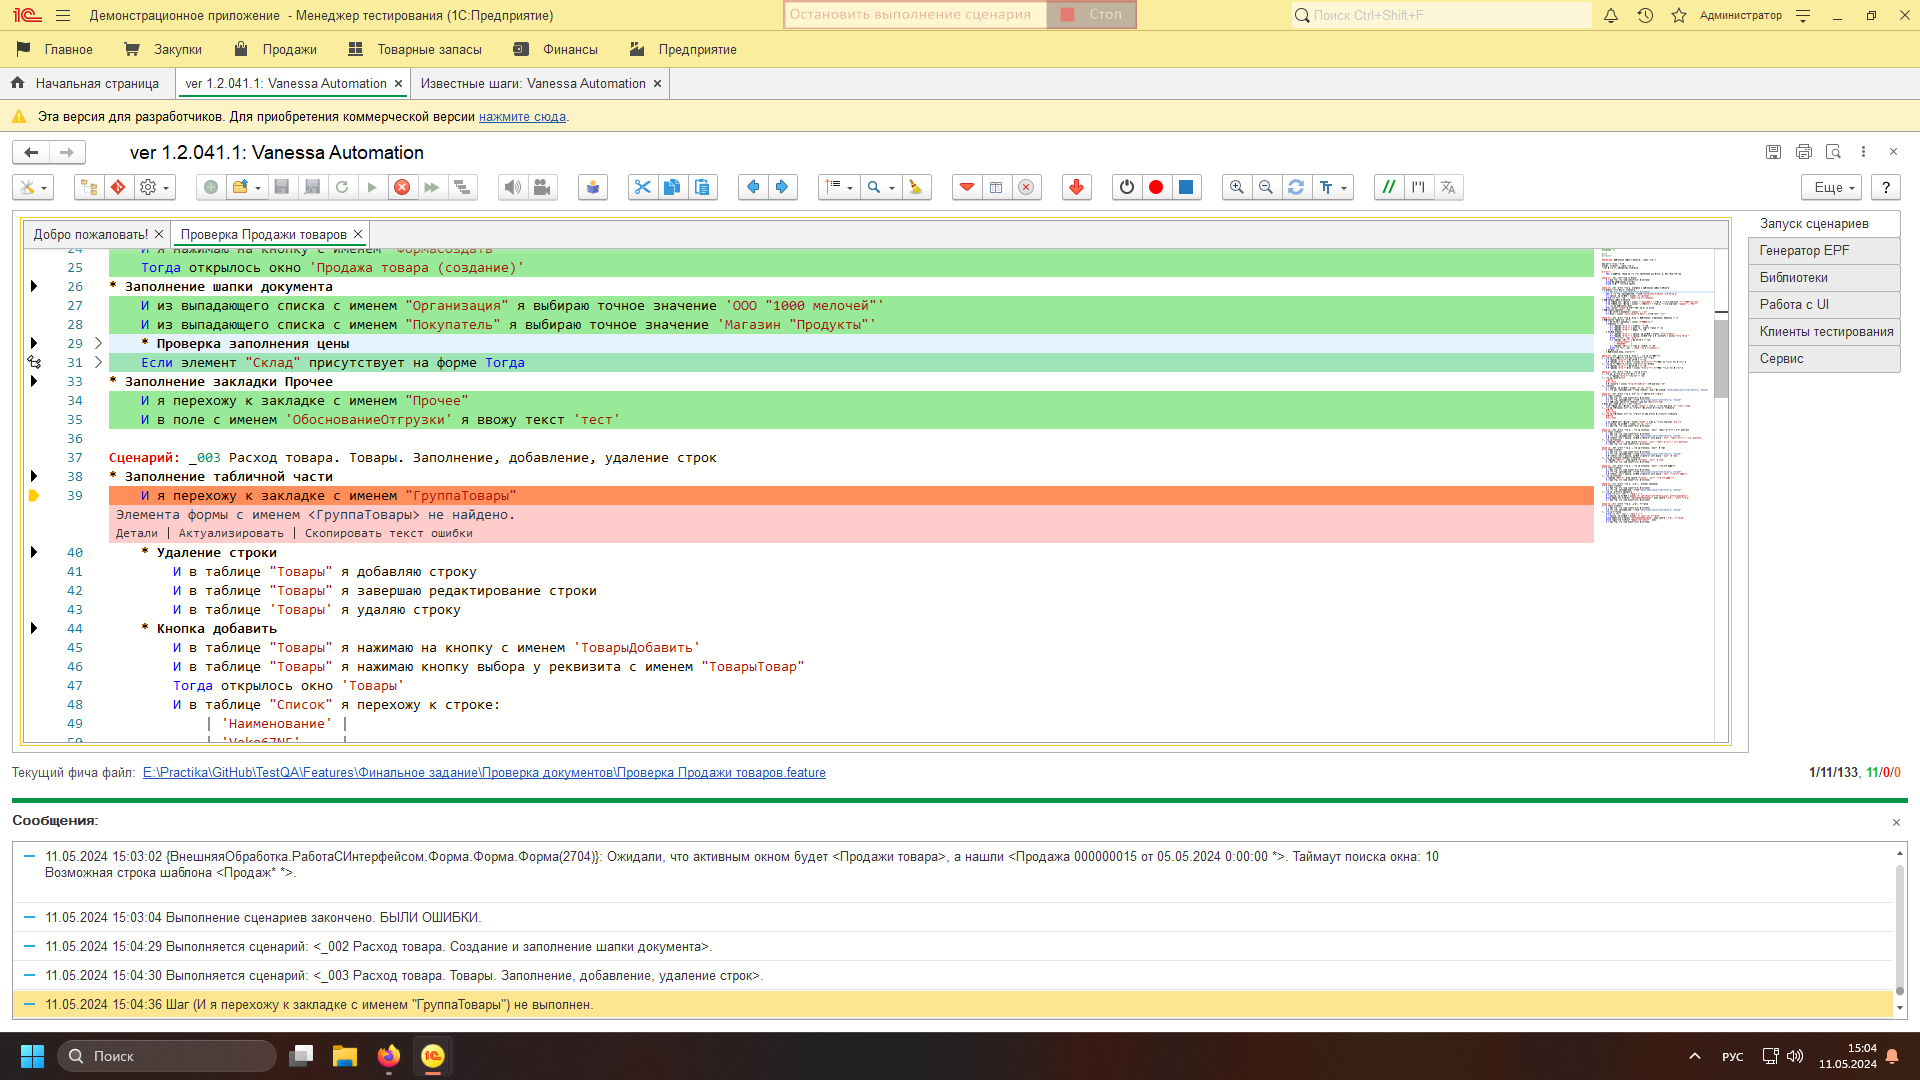 Демонстрационное приложение - Менеджер тестирования (1С:Предприятие)
Остановить выполнение сценария Стоп
Поиск Ctrl+Shift+F
Администратор
Главное Закупки Продажи Товарные запасы Финансы Предприятие
Начальная страница ver 1.2.041.1: Vanessa Automation × Известные шаги: Vanessa Automation ×
Эта версия для разработчиков. Для приобретения коммерческой версии нажмите сюда.
ver 1.2.041.1: Vanessa Automation
Еще ?
Добро пожаловать! × Проверка Продажи товаров ×
24 И я нажимаю на кнопку с именем 'ФормаСоздать'
25 Тогда открылось окно 'Продажа товара (создание)'
26 * Заполнение шапки документа
27 И из выпадающего списка с именем "Организация" я выбираю точное значение 'ООО "1000 мелочей"'
28 И из выпадающего списка с именем "Покупатель" я выбираю точное значение 'Магазин "Продукты"'
29 * Проверка заполнения цены
31 Если элемент "Склад" присутствует на форме Тогда
33 * Заполнение закладки Прочее
34 И я перехожу к закладке с именем "Прочее"
35 И в поле с именем 'ОбоснованиеОтгрузки' я ввожу текст 'тест'
36
37 Сценарий: _003 Расход товара. Товары. Заполнение, добавление, удаление строк
38 * Заполнение табличной части
39 И я перехожу к закладке с именем "ГруппаТовары"
Элемента формы с именем <ГруппаТовары> не найдено.
Детали | Актуализировать | Скопировать текст ошибки
40 * Удаление строки
41 И в таблице "Товары" я добавляю строку
42 И в таблице "Товары" я завершаю редактирование строки
43 И в таблице 'Товары' я удаляю строку
44 * Кнопка добавить
45 И в таблице "Товары" я нажимаю на кнопку с именем 'ТоварыДобавить'
46 И в таблице "Товары" я нажимаю кнопку выбора у реквизита с именем "ТоварыТовар"
47 Тогда открылось окно 'Товары'
48 И в таблице "Список" я перехожу к строке:
49 | 'Наименование' |
50 | 'Veko67NE' |
Запуск сценариев
Генератор EPF
Библиотеки
Работа с UI
Клиенты тестирования
Сервис
Текущий фича файл: E:\Practika\GitHub\TestQA\Features\Финальное задание\Проверка документов\Проверка Продажи товаров.feature
1/11/133, 11/0/0
Сообщения:
11.05.2024 15:03:02 {ВнешняяОбработка.РаботаСИнтерфейсом.Форма.Форма.Форма(2704)}: Ожидали, что активным окном будет <Продажи товара>, а нашли <Продажа 000000015 от 05.05.2024 0:00:00 *>. Таймаут поиска окна: 10
Возможная строка шаблона <Продаж* *>.
11.05.2024 15:03:04 Выполнение сценариев закончено. БЫЛИ ОШИБКИ.
11.05.2024 15:04:29 Выполняется сценарий: <_002 Расход товара. Создание и заполнение шапки документа>.
11.05.2024 15:04:30 Выполняется сценарий: <_003 Расход товара. Товары. Заполнение, добавление, удаление строк>.
11.05.2024 15:04:36 Шаг (И я перехожу к закладке с именем "ГруппаТовары") не выполнен.
Поиск
РУС
15:04
11.05.2024